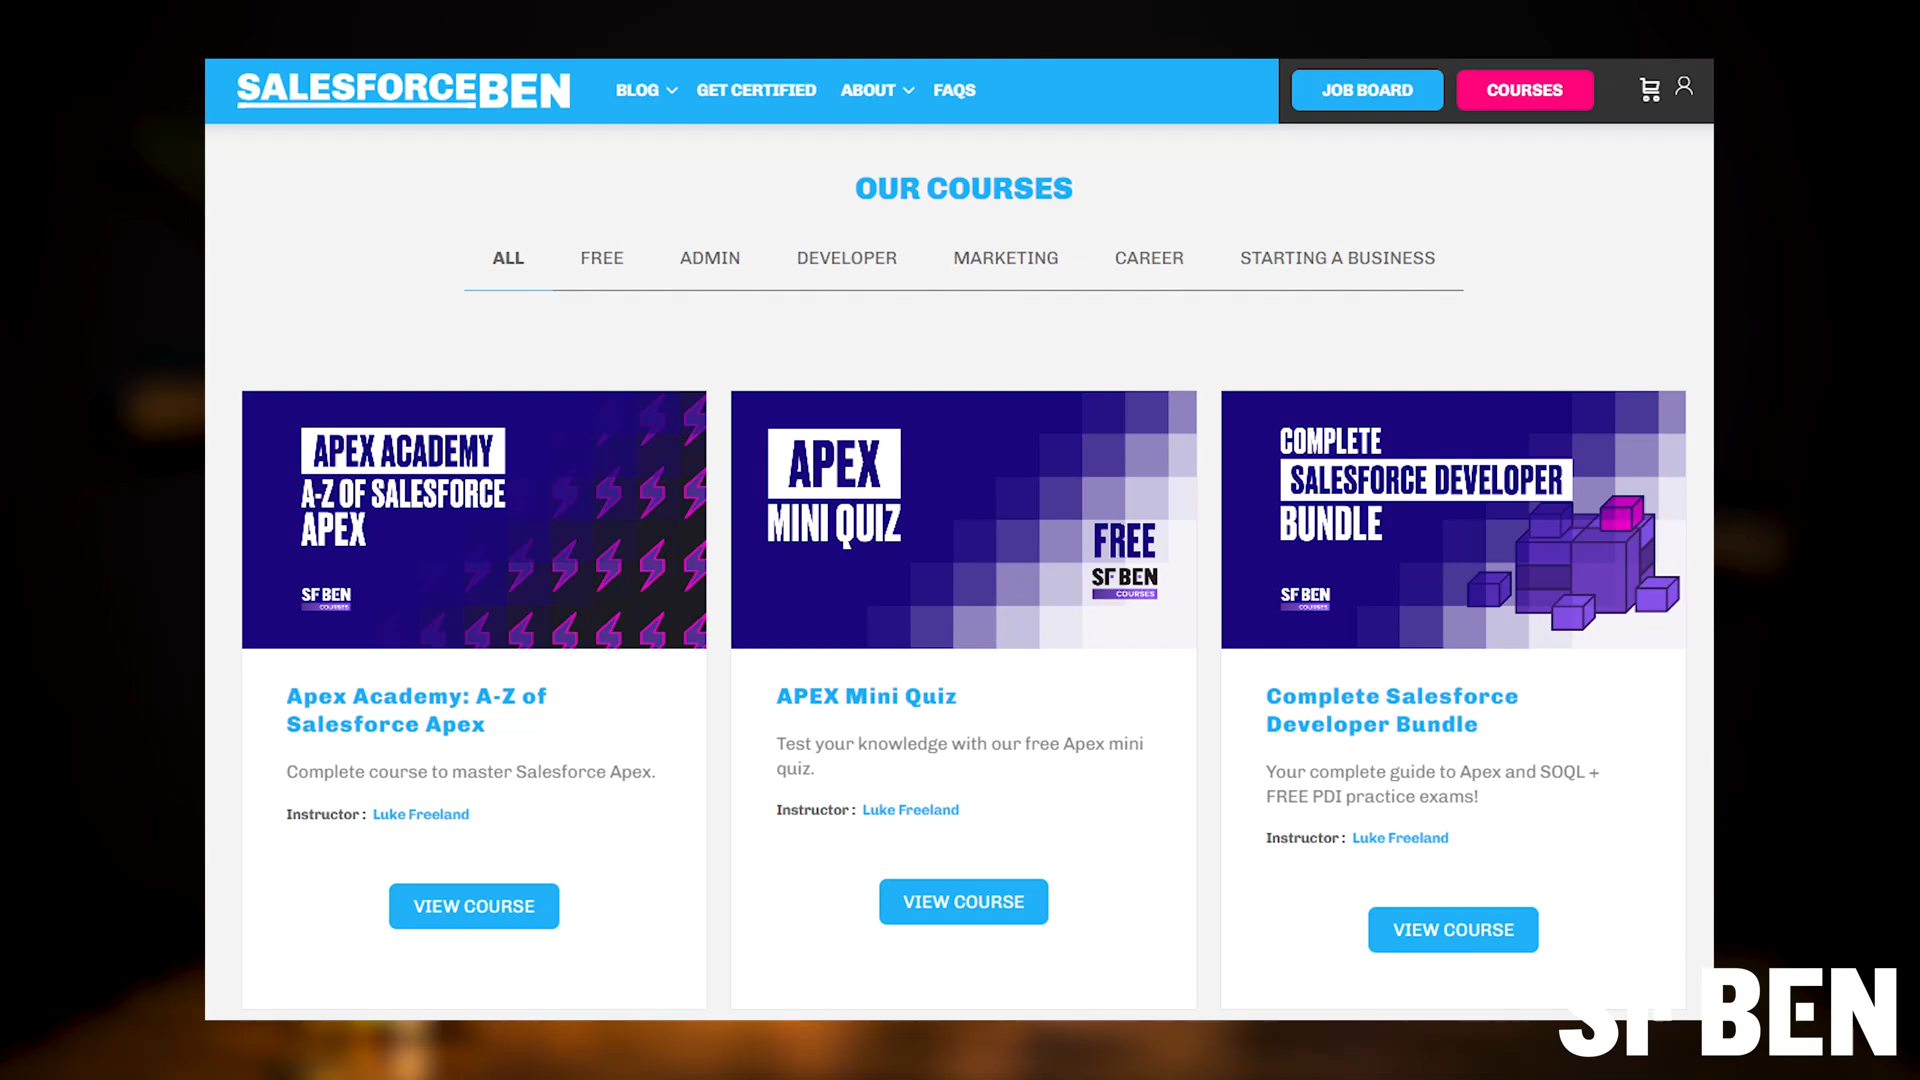 SALESFORCEBEN
BLOG GET CERTIFIED ABOUT FAQS
JOB BOARD COURSES
OUR COURSES
ALL FREE ADMIN DEVELOPER MARKETING CAREER STARTING A BUSINESS
APEX ACADEMY
A-Z OF SALESFORCE
APEX
SF BEN
COURSES
Apex Academy: A-Z of
Salesforce Apex
Complete course to master Salesforce Apex.
Instructor : Luke Freeland
VIEW COURSE
APEX
MINI QUIZ
FREE
SF BEN
COURSES
APEX Mini Quiz
Test your knowledge with our free Apex mini
quiz.
Instructor : Luke Freeland
VIEW COURSE
COMPLETE
SALESFORCE DEVELOPER
BUNDLE
SF BEN
COURSES
Complete Salesforce
Developer Bundle
Your complete guide to Apex and SOQL +
FREE PDI practice exams!
Instructor : Luke Freeland
VIEW COURSE
SF BEN